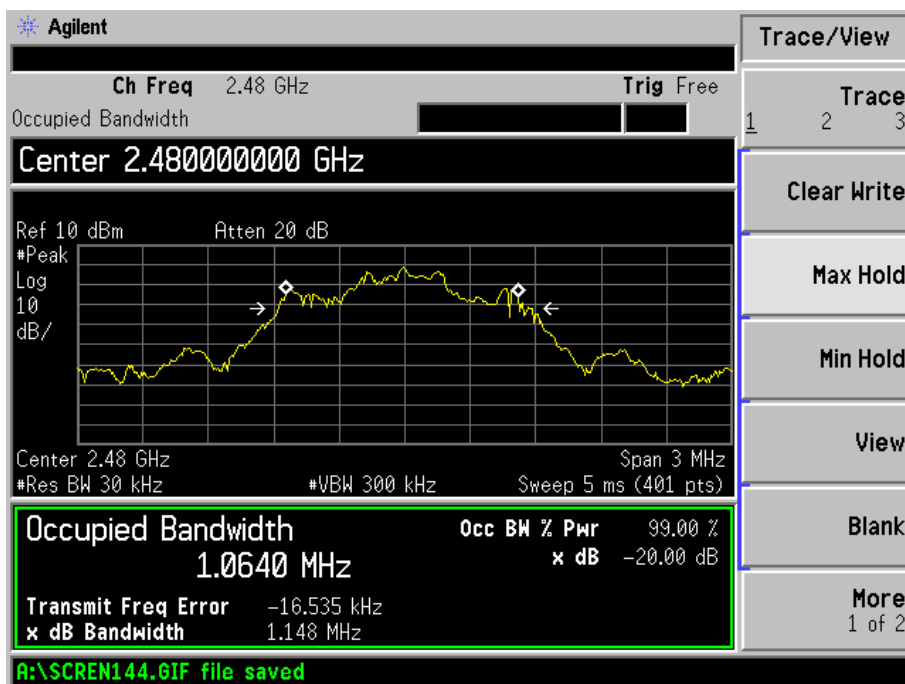 Agilent
Trace/View
Ch Freq 2.48 GHz Trig Free
Occupied Bandwidth
Trace
1 2 3
Center 2.480000000 GHz
Clear Write
Ref 10 dBm Atten 20 dB
#Peak
Log
10
dB/
Max Hold
Min Hold
View
Center 2.48 GHz Span 3 MHz
#Res BW 30 kHz #VBW 300 kHz Sweep 5 ms (401 pts)
Occupied Bandwidth
1.0640 MHz
Occ BW % Pwr 99.00 %
x dB -20.00 dB
Blank
Transmit Freq Error -16.535 kHz
x dB Bandwidth 1.148 MHz
More
1 of 2
A:\SCREN144.GIF file saved